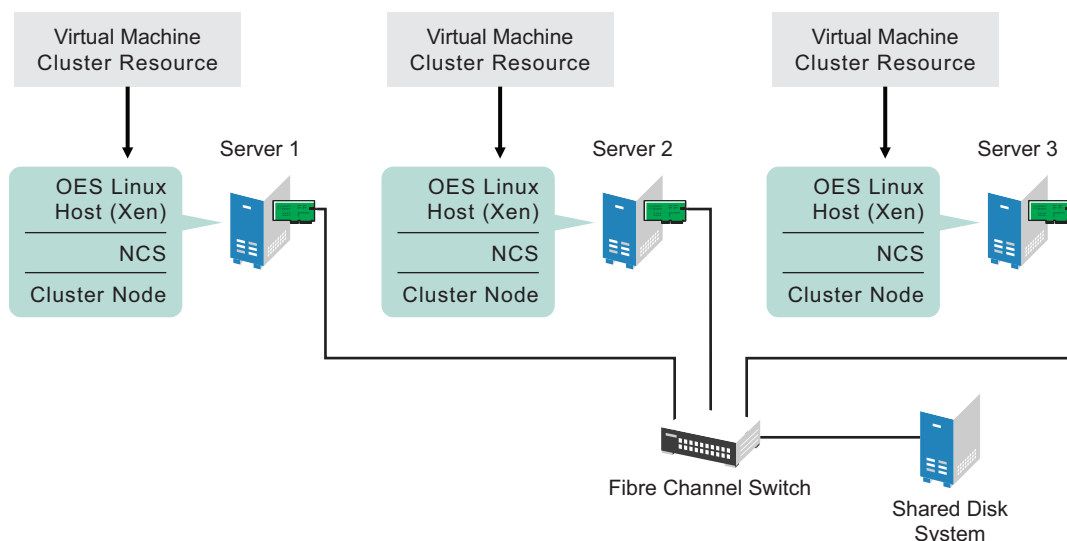 Virtual Machine
Cluster Resource
Virtual Machine
Cluster Resource
Virtual Machine
Cluster Resource
Server 1
Server 2
Server 3
OES Linux
Host (Xen)
NCS
Cluster Node
OES Linux
Host (Xen)
NCS
Cluster Node
OES Linux
Host (Xen)
NCS
Cluster Node
Fibre Channel Switch
Shared Disk
System